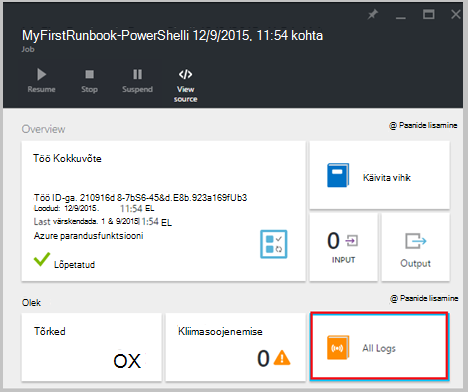 MyFirstRunbook-PowerShelli 12/9/2015, 11:54 kohta
Job
Resume
Stop
Suspend
View source
Overview
@ Paanide lisamine
Töö Kokkuvõte
Töö ID-ga. 210916d 8-7bS6-45&d.E8b.923a169fUb3
Loodud: 12/9/2015. 11:54 EL
Last värskendada. 1 & 9/2015| 1:54 EL
Azure parandusfunktsiooni
Lõpetatud
Käivita vihik
0
INPUT
Output
Olek
@ Paanide lisamine
Tõrked
OX
Kliimasoojenemise
0
All Logs